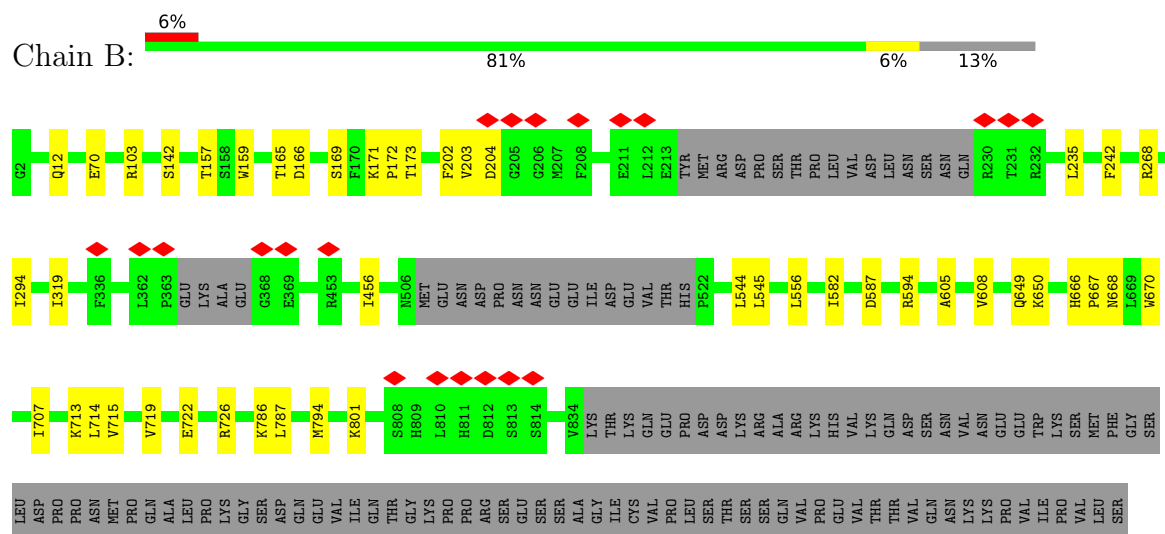 6%
Chain B:
81% 6% 13%
G2 Q12 E70 R103 S142 T157 S158 W159 T165 D166 S169 F170 K171 P172 T173 F202 V203 D204 G205 G206 M207 F208 E211 L212 E213 TYR MET ARG ASP PRO SER THR PRO LEU VAL ASP LEU ASN SER ASN GLN R230 T231 R232 L235 F242 R268
I294 I319 F336 L362 P363 GLU LYS ALA GLU G368 E369 R453 I456 N506 MET GLU ASN ASP PRO ASN ASN GLU GLU ILE ASP GLU VAL THR HIS P522 L544 L545 L556 I582 D587 R594 A605 V608 Q649 K650 H666 P667 N668 L669 W670
I707 K713 L714 V715 V719 E722 R726 K786 L787 M794 K801 S808 H809 L810 H811 D812 S813 S814 V834 LYS THR LYS GLN GLU PRO ASP ASP LYS ARG ALA ARG LYS HIS VAL LYS GLN ASP SER ASN VAL ASN GLU GLU TRP LYS SER MET PHE GLY SER
LEU ASP PRO PRO ASN MET PRO GLN ALA LEU PRO LYS GLY SER ASP GLN GLU VAL ILE GLN THR GLY LYS PRO PRO ARG SER GLU SER SER ALA GLY ILE CYS VAL PRO LEU SER THR SER SER GLN VAL PRO GLU VAL THR THR VAL GLN ASN LYS LYS PRO VAL ILE PRO VAL LEU SER